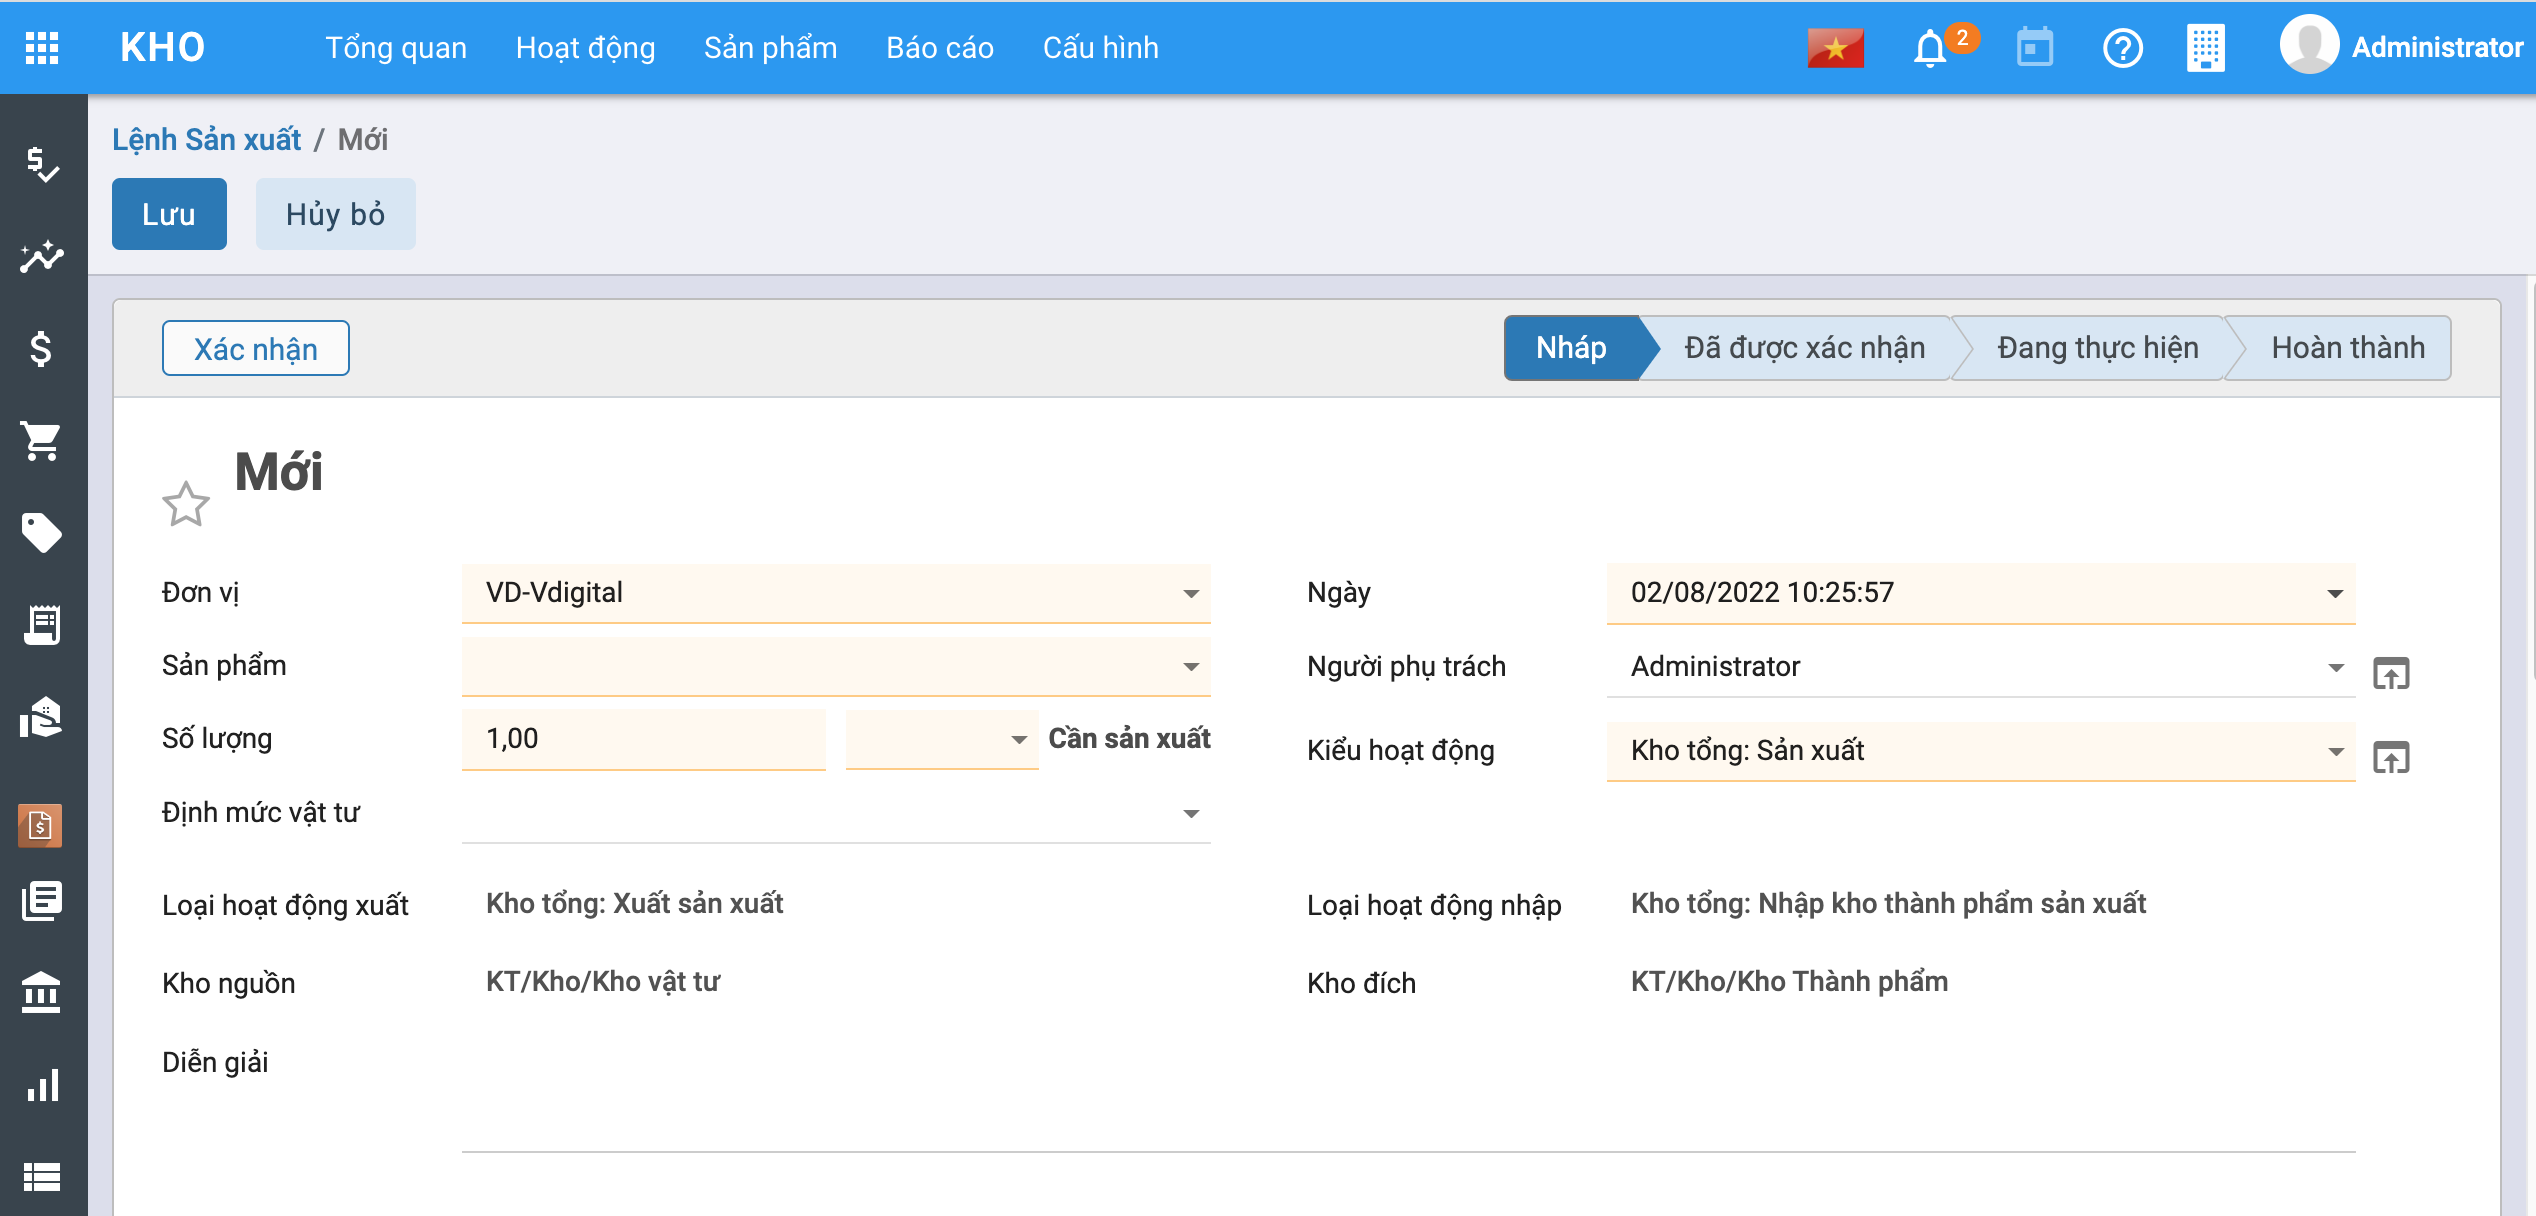 KHO Tổng quan Hoạt động Sản phẩm Báo cáo Cấu hình 2 Administrator
Lệnh Sản xuất / Mới
Lưu Hủy bỏ
Xác nhận Nháp Đã được xác nhận Đang thực hiện Hoàn thành
Mới
Đơn vị VD-Vdigital Ngày 02/08/2022 10:25:57
Sản phẩm Người phụ trách Administrator
Số lượng 1,00 Cần sản xuất Kiểu hoạt động Kho tổng: Sản xuất
Định mức vật tư
Loại hoạt động xuất Kho tổng: Xuất sản xuất Loại hoạt động nhập Kho tổng: Nhập kho thành phẩm sản xuất
Kho nguồn KT/Kho/Kho vật tư Kho đích KT/Kho/Kho Thành phẩm
Diễn giải